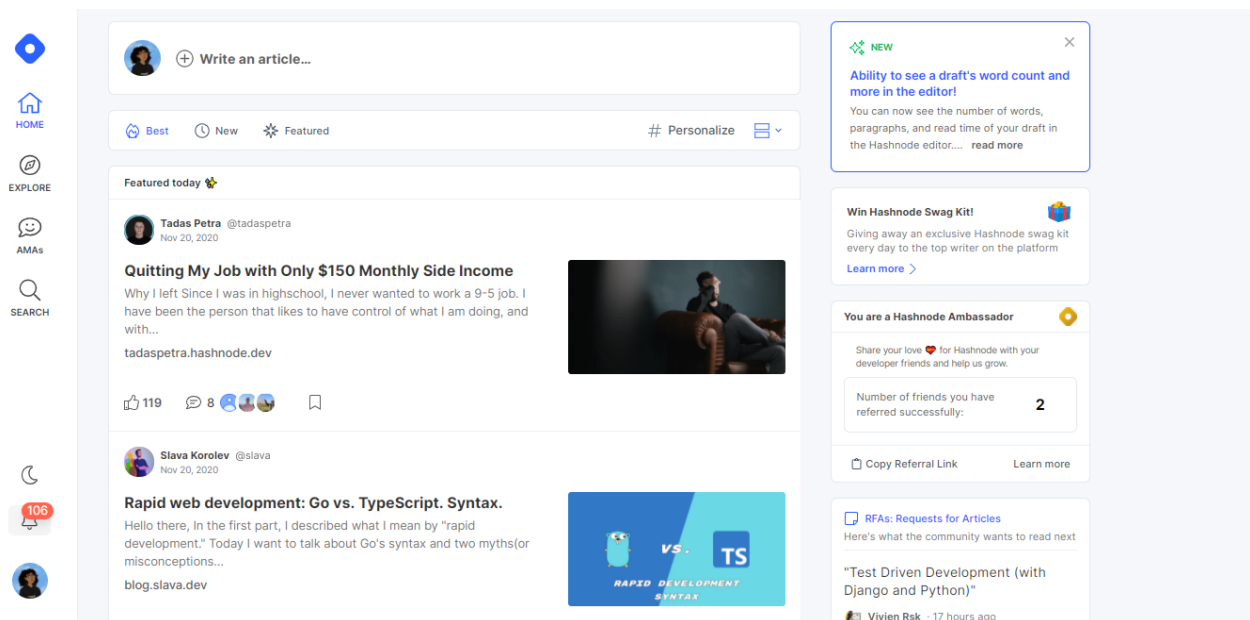 HOME
EXPLORE
AMAs
SEARCH
106
Write an article...
Best
New
Featured
# Personalize
Featured today
Tadas Petra @tadaspetra
Nov 20, 2020
Quitting My Job with Only $150 Monthly Side Income
Why I left Since I was in highschool, I never wanted to work a 9-5 job. I
have been the person that likes to have control of what I am doing, and
with...
tadaspetra.hashnode.dev
119
8
Slava Korolev @slava
Nov 20, 2020
Rapid web development: Go vs. TypeScript. Syntax.
Hello there, In the first part, I described what I mean by "rapid
development." Today I want to talk about Go's syntax and two myths(or
misconceptions...
blog.slava.dev
VS.
TS
RAPID DEVELOPMENT
SYNTAX
NEW
Ability to see a draft's word count and
more in the editor!
You can now see the number of words,
paragraphs, and read time of your draft in
the Hashnode editor.... read more
Win Hashnode Swag Kit!
Giving away an exclusive Hashnode swag kit
every day to the top writer on the platform
Learn more
You are a Hashnode Ambassador
Share your love ❤️ for Hashnode with your
developer friends and help us grow.
Number of friends you have
referred successfully:
2
Copy Referral Link
Learn more
RFAs: Requests for Articles
Here's what the community wants to read next
"Test Driven Development (with
Django and Python)"
Vivien Rsk · 17 hours ago